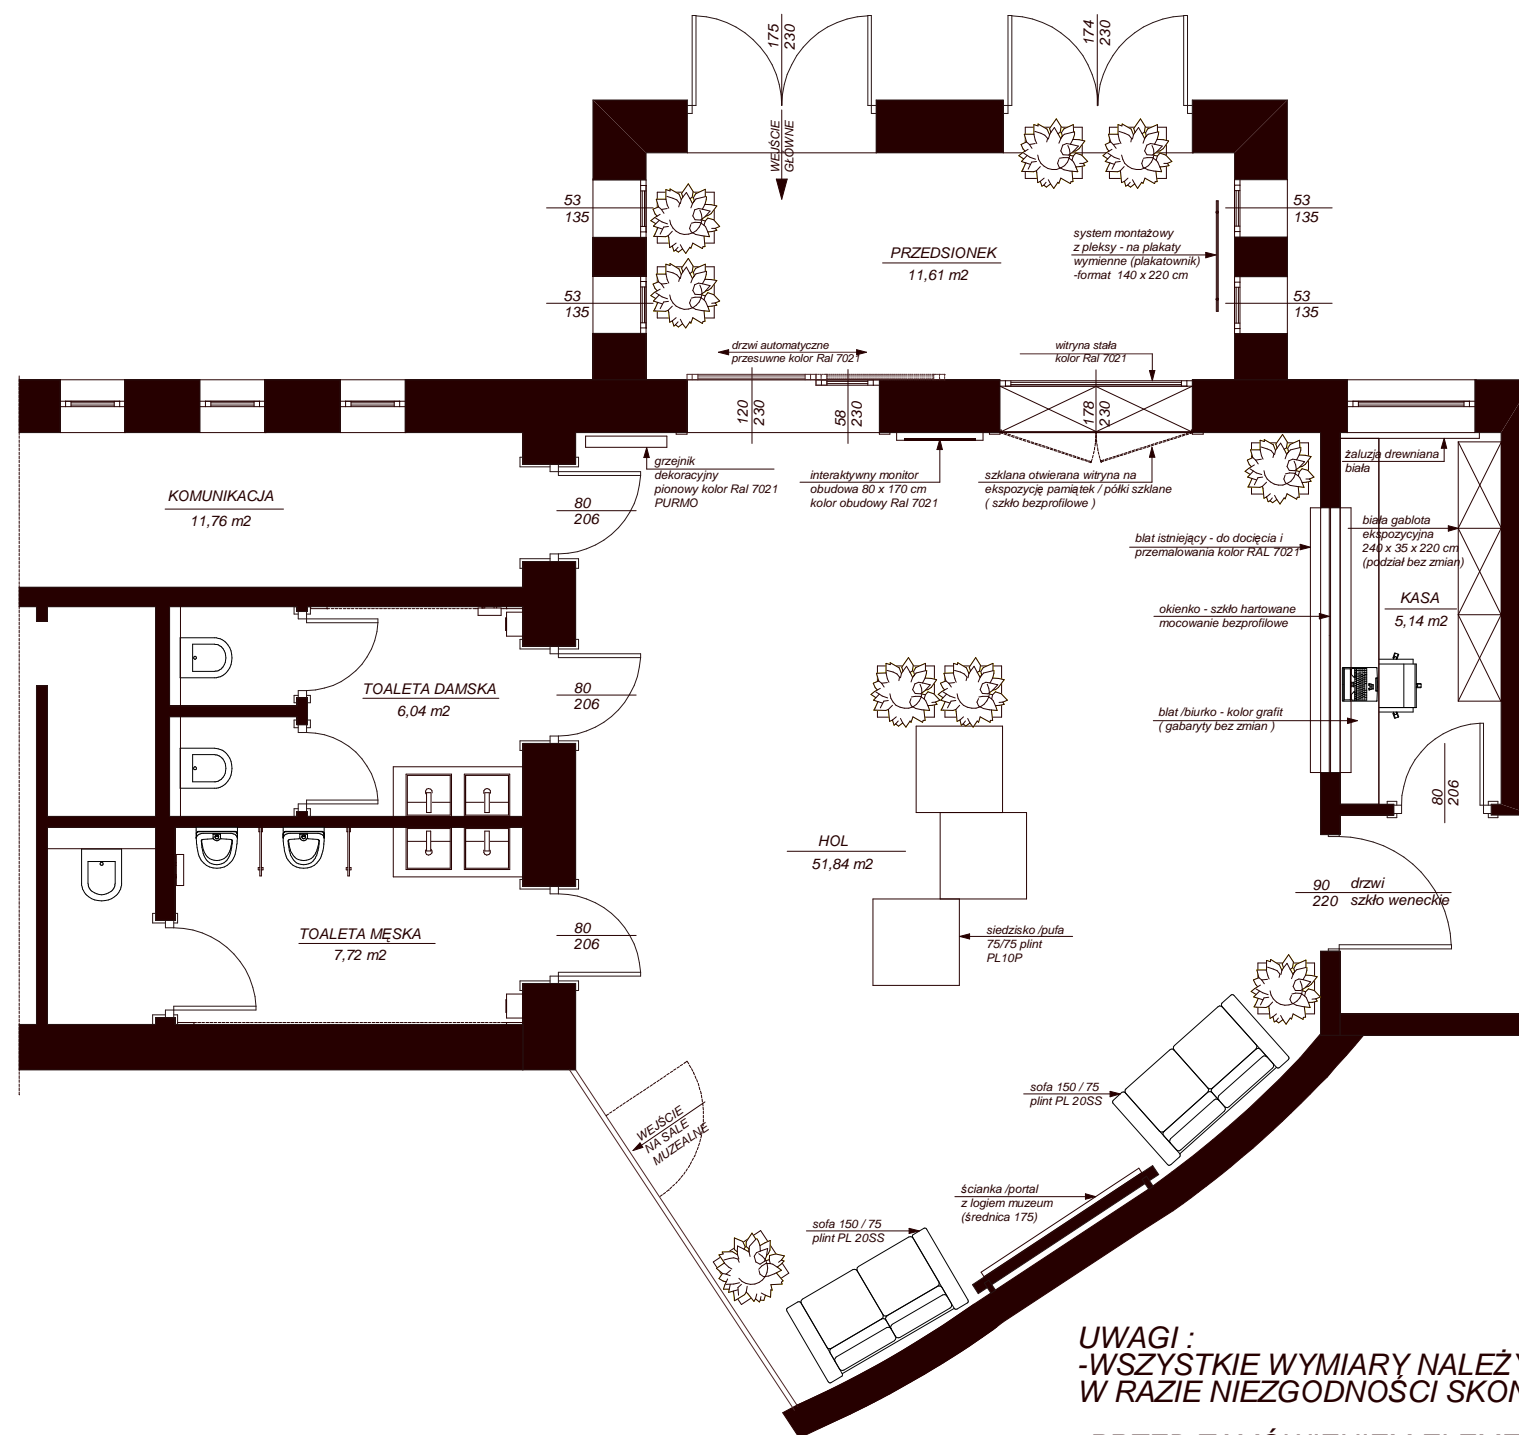 175
230
174
230
WEJŚCIE
GŁÓWNE
53
135
53
135
53
135
53
135
PRZEDSIONEK
11,61 m2
system montażowy
z pleksy - na plakaty
wymienne (plakatownik)
-format 140 x 220 cm
drzwi automatyczne
przesuwne kolor Ral 7021
witryna stała
kolor Ral 7021
120
230
58
230
178
230
grzejnik
dekoracyjny
pionowy kolor Ral 7021
PURMO
interaktywny monitor
obudowa 80 x 170 cm
kolor obudowy Ral 7021
szklana otwierana witryna na
ekspozycję pamiątek / półki szklane
( szkło bezprofilowe )
żaluzja drewniana
biała
KOMUNIKACJA
11,76 m2
80
206
blat istniejący - do docięcia i
przemalowania kolor RAL 7021
biała gablota
ekspozycyjna
240 x 35 x 220 cm
(podział bez zmian)
KASA
5,14 m2
okienko - szkło hartowane
mocowanie bezprofilowe
TOALETA DAMSKA
6,04 m2
80
206
blat /biurko - kolor grafit
( gabaryty bez zmian )
80
206
HOL
51,84 m2
90
220
drzwi
szkło weneckie
TOALETA MĘSKA
7,72 m2
80
206
siedzisko /pufa
75/75 plint
PL10P
WEJŚCIE
NA SALE
MUZEALNE
sofa 150 / 75
plint PL 20SS
ścianka /portal
z logiem muzeum
(średnica 175)
sofa 150 / 75
plint PL 20SS
UWAGI :
-WSZYSTKIE WYMIARY NALEŻY
W RAZIE NIEZGODNOŚCI SKON